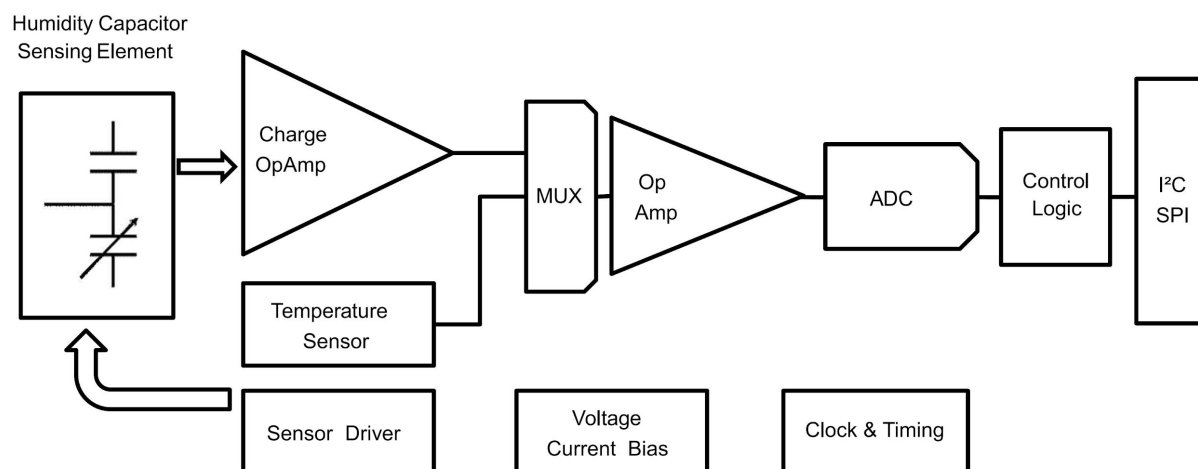 Humidity Capacitor
Sensing Element
Charge
OpAmp
MUX
Op
Amp
ADC
Control
Logic
I²C
SPI
Temperature
Sensor
Sensor Driver
Voltage
Current Bias
Clock & Timing